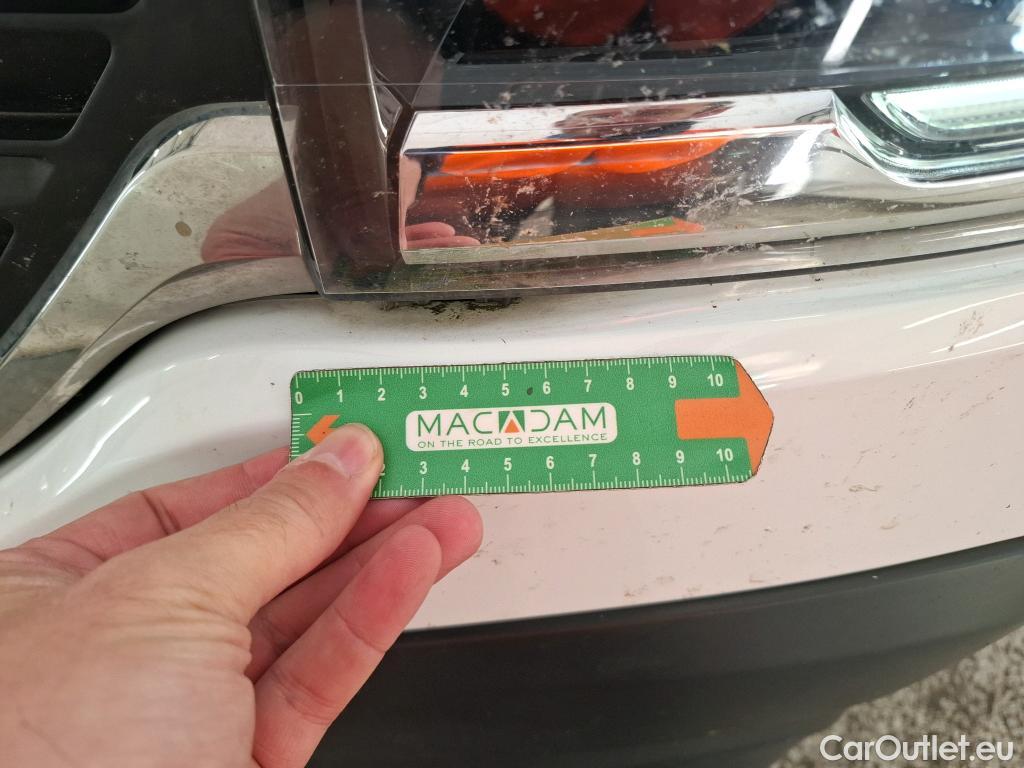 0 1 2 3 4 5 6 7 8 9 10
MACADAM
ON THE ROAD TO EXCELLENCE
2 3 4 5 6 7 8 9 10
CarOutlet.eu